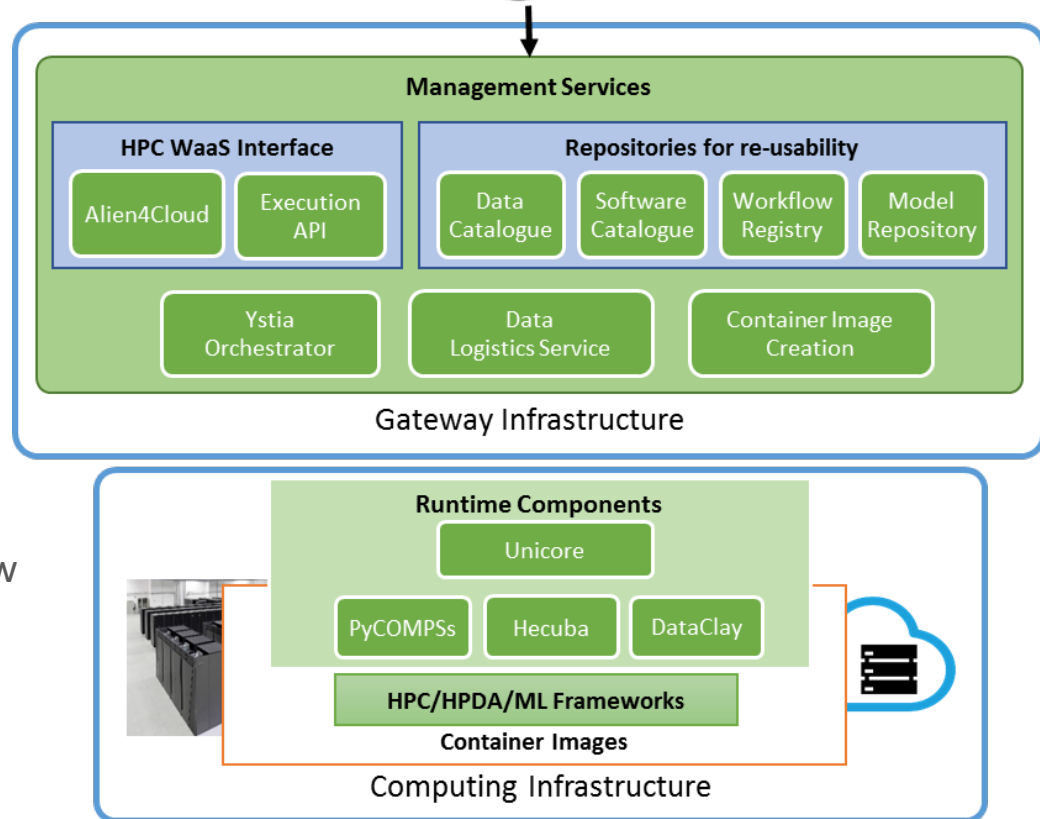 Management Services
HPC WaaS Interface
Alien4Cloud
Execution
API
Repositories for re-usability
Data
Catalogue
Software
Catalogue
Workflow
Registry
Model
Repository
Ystia
Orchestrator
Data
Logistics Service
Container Image
Creation
Gateway Infrastructure
Runtime Components
Unicore
w
PyCOMPSs
Hecuba
DataClay
HPC/HPDA/ML Frameworks
Container Images
Computing Infrastructure